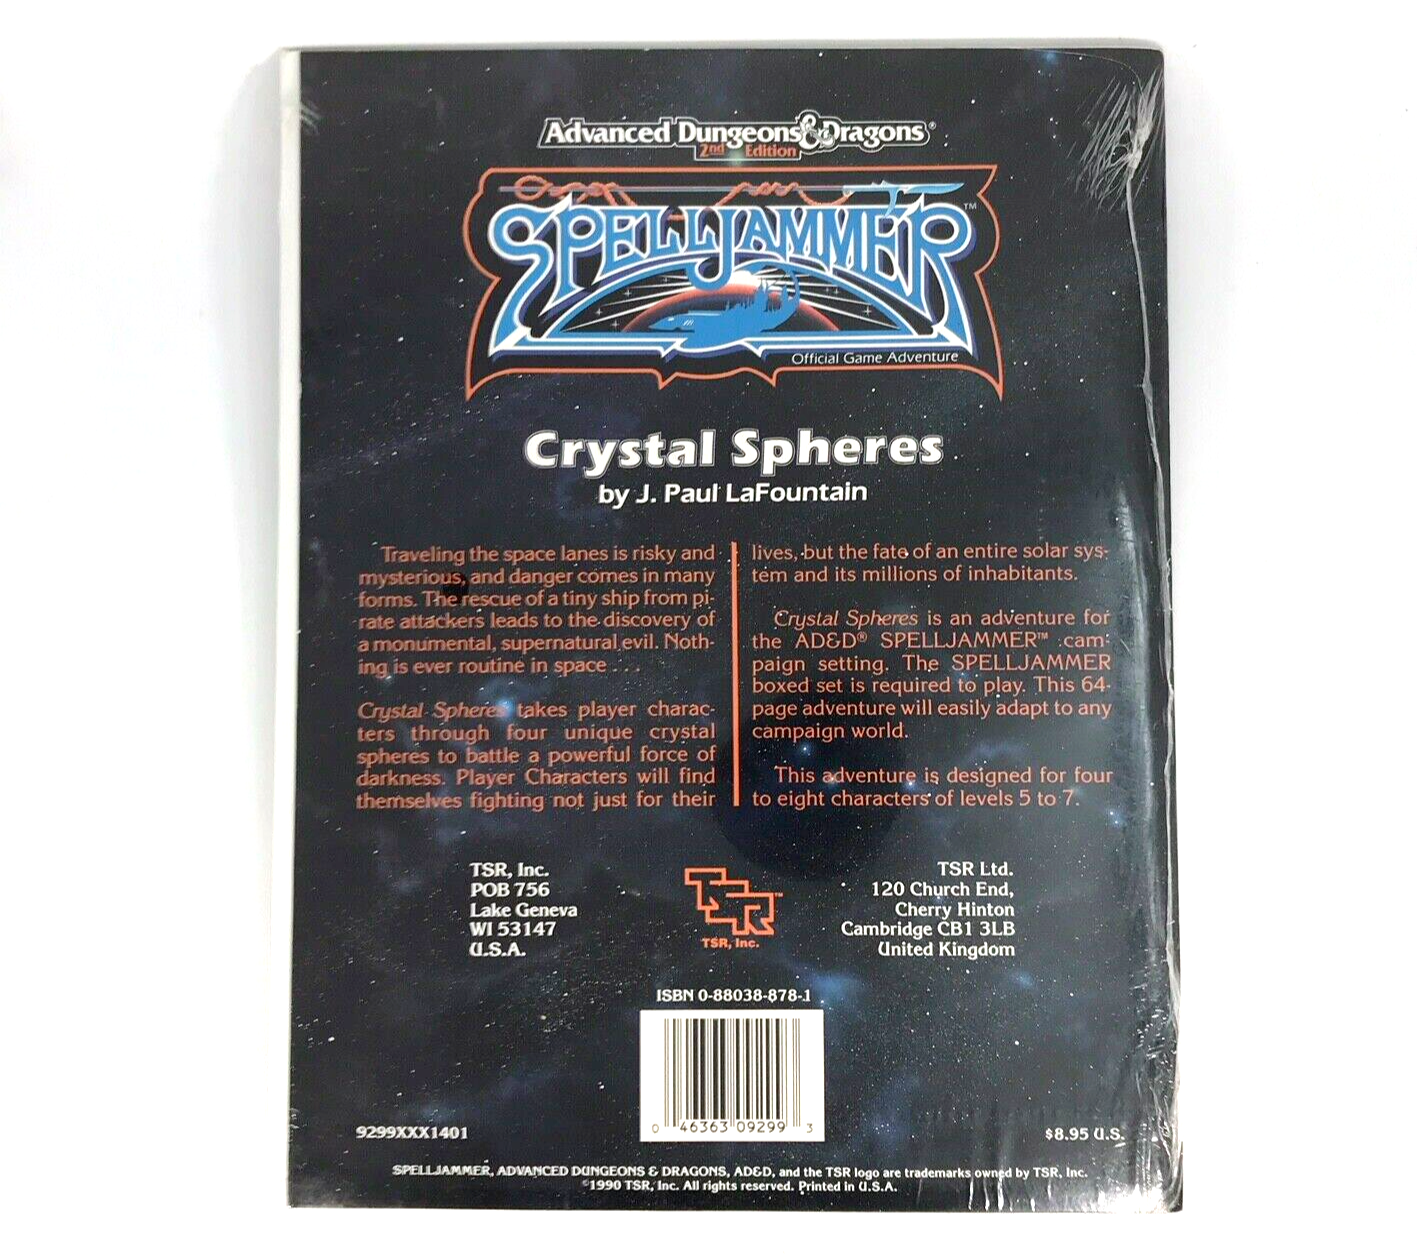 Advanced Dungeons & Dragons®
2nd Edition
SPELLJAMMER™
Official Game Adventure
Crystal Spheres
by J. Paul LaFountain
Traveling the space lanes is risky and
mysterious, and danger comes in many
forms. The rescue of a tiny ship from pi-
rate attackers leads to the discovery of
a monumental, supernatural evil. Noth-
ing is ever routine in space . . .
Crystal Spheres takes player charac-
ters through four unique crystal
spheres to battle a powerful force of
darkness. Player Characters will find
themselves fighting not just for their
lives, but the fate of an entire solar sys-
tem and its millions of inhabitants.
Crystal Spheres is an adventure for
the AD&D® SPELLJAMMER™ cam-
paign setting. The SPELLJAMMER
boxed set is required to play. This 64-
page adventure will easily adapt to any
campaign world.
This adventure is designed for four
to eight characters of levels 5 to 7.
TSR, Inc.
POB 756
Lake Geneva
WI 53147
U.S.A.
TSR™
TSR, Inc.
TSR Ltd.
120 Church End,
Cherry Hinton
Cambridge CB1 3LB
United Kingdom
ISBN 0-88038-878-1
0 46363 09299 3
9299XXX1401
$8.95 U.S.
SPELLJAMMER, ADVANCED DUNGEONS & DRAGONS, AD&D, and the TSR logo are trademarks owned by TSR, Inc.
©1990 TSR, Inc. All rights reserved. Printed in U.S.A.